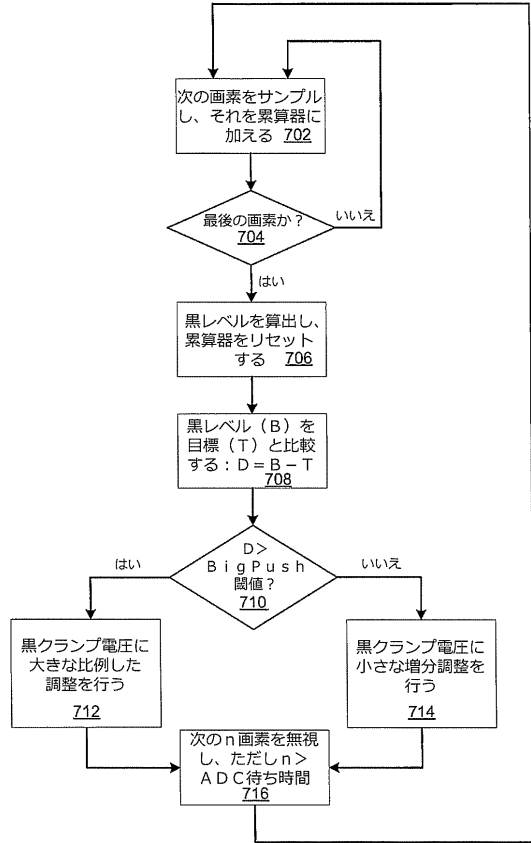 次の画素をサンプル
し、それを累算器に
加える 702
最後の画素か？
704
いいえ
はい
黒レベルを算出し、
累算器をリセット
する 706
黒レベル（Ｂ）を
目標（Ｔ）と比較
する：Ｄ＝Ｂ－Ｔ
708
Ｄ＞
ＢｉｇＰｕｓｈ
閾値？
710
はい
いいえ
黒クランプ電圧に
大きな比例した
調整を行う
712
黒クランプ電圧に
小さな増分調整を
行う
714
次のｎ画素を無視
し、ただしｎ＞
ＡＤＣ待ち時間
716